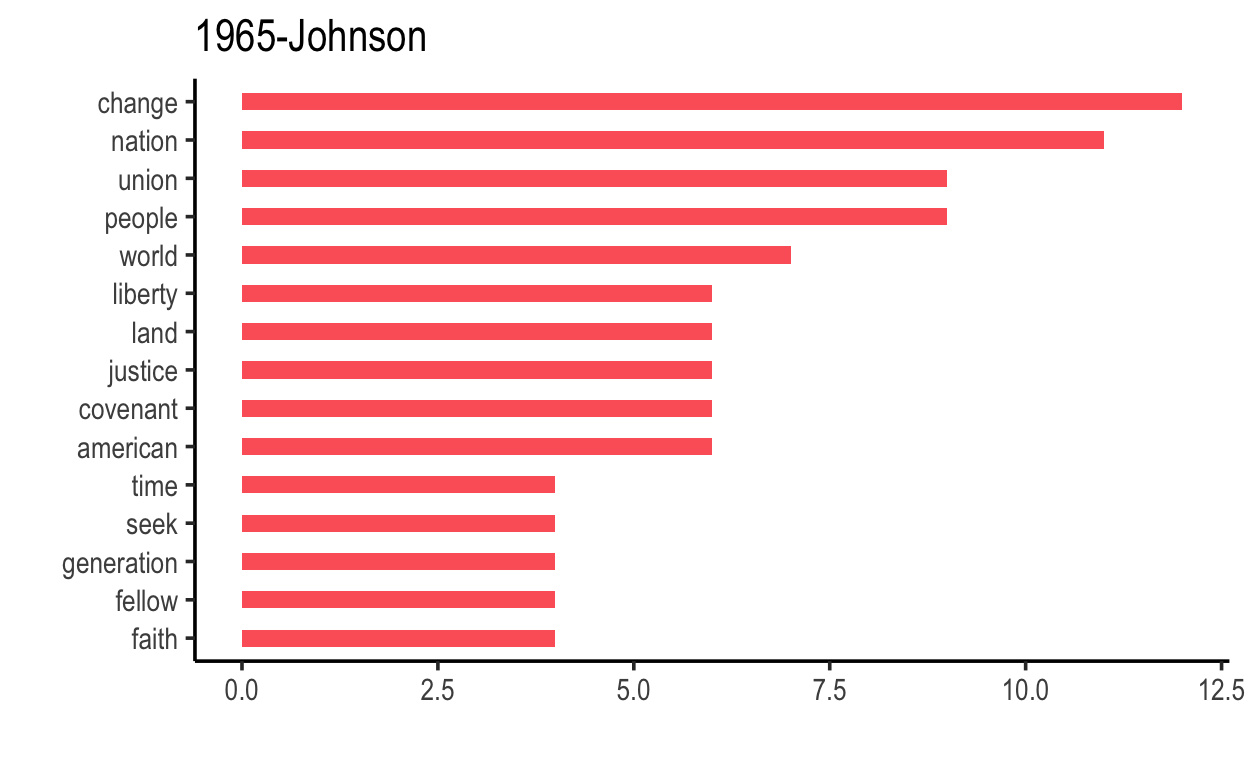 1965-Johnson
change
nation
union
people
world
liberty
land
justice
covenant
american
time
seek
generation
fellow
faith
0.0 2.5 5.0 7.5 10.0 12.5